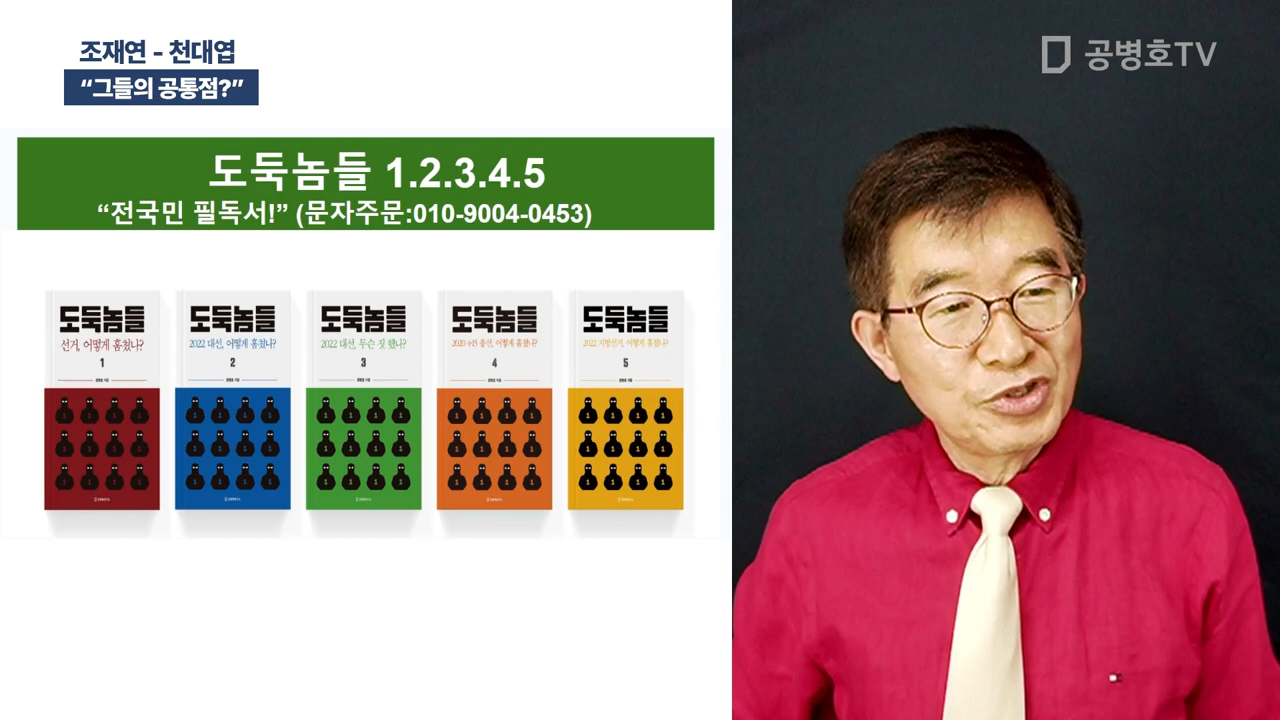 조재연 - 천대엽
“그들의 공통점?”
공병호TV
도둑놈들 1.2.3.4.5
“전국민 필독서!” (문자주문:010-9004-0453)
도둑놈들
선거, 어떻게 훔쳤나?
1
도둑놈들
2022 대선, 어떻게 훔쳤나?
2
도둑놈들
2022 대선, 무슨 짓 했나?
3
도둑놈들
2020 4·15 총선, 어떻게 훔쳤나?
4
도둑놈들
2022 지방선거, 어떻게 훔쳤나?
5